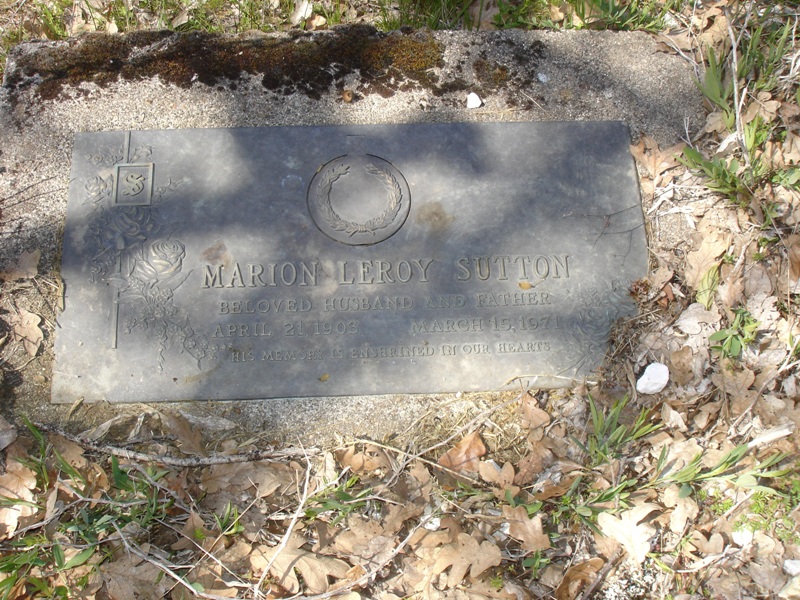 S
MARION LEROY SUTTON
BELOVED HUSBAND AND FATHER
APRIL 21, MARCH 15, 1971
HIS MEMORY IS ENSHRINED IN OUR HEARTS